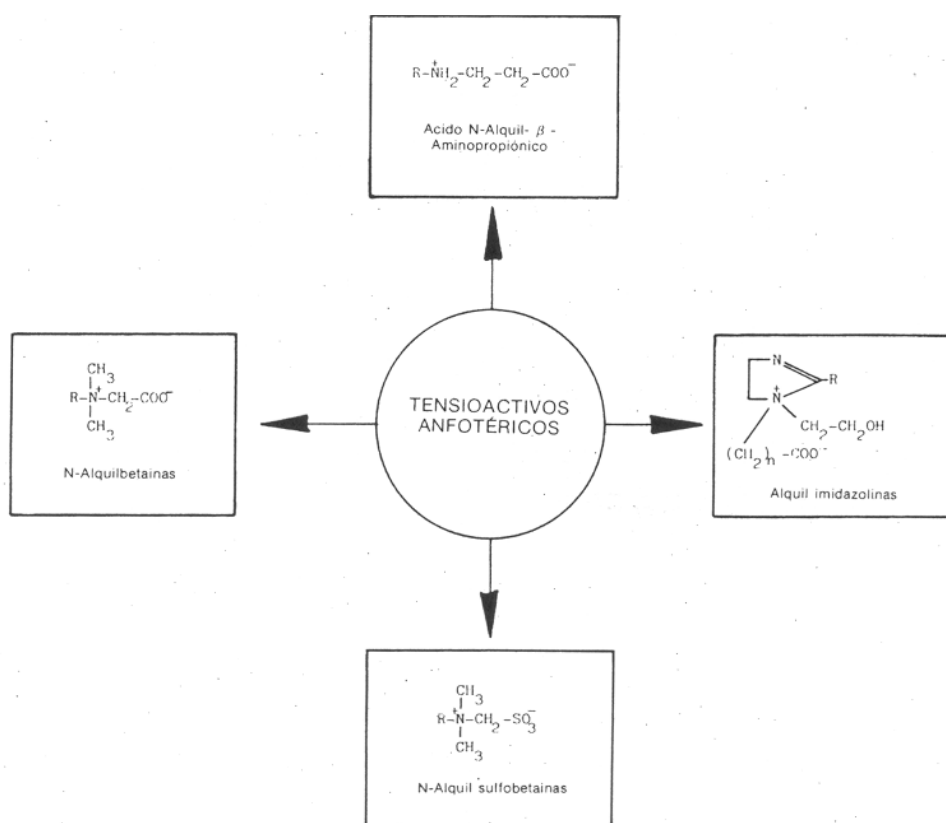 R-N⁺H₂-CH₂-CH₂-COO⁻
Acido N-Alquil- β -
Aminopropiónico
CH₃
R-N⁺-CH₂-COO⁻
CH₃
N-Alquilbetainas
TENSIOACTIVOS
ANFOTÉRICOS
N
R
N⁺
CH₂-CH₂OH
(CH₂)n -COO⁻
Alquil imidazolinas
CH₃
R-N⁺-CH₂-SO₃⁻
CH₃
N-Alquil sulfobetainas